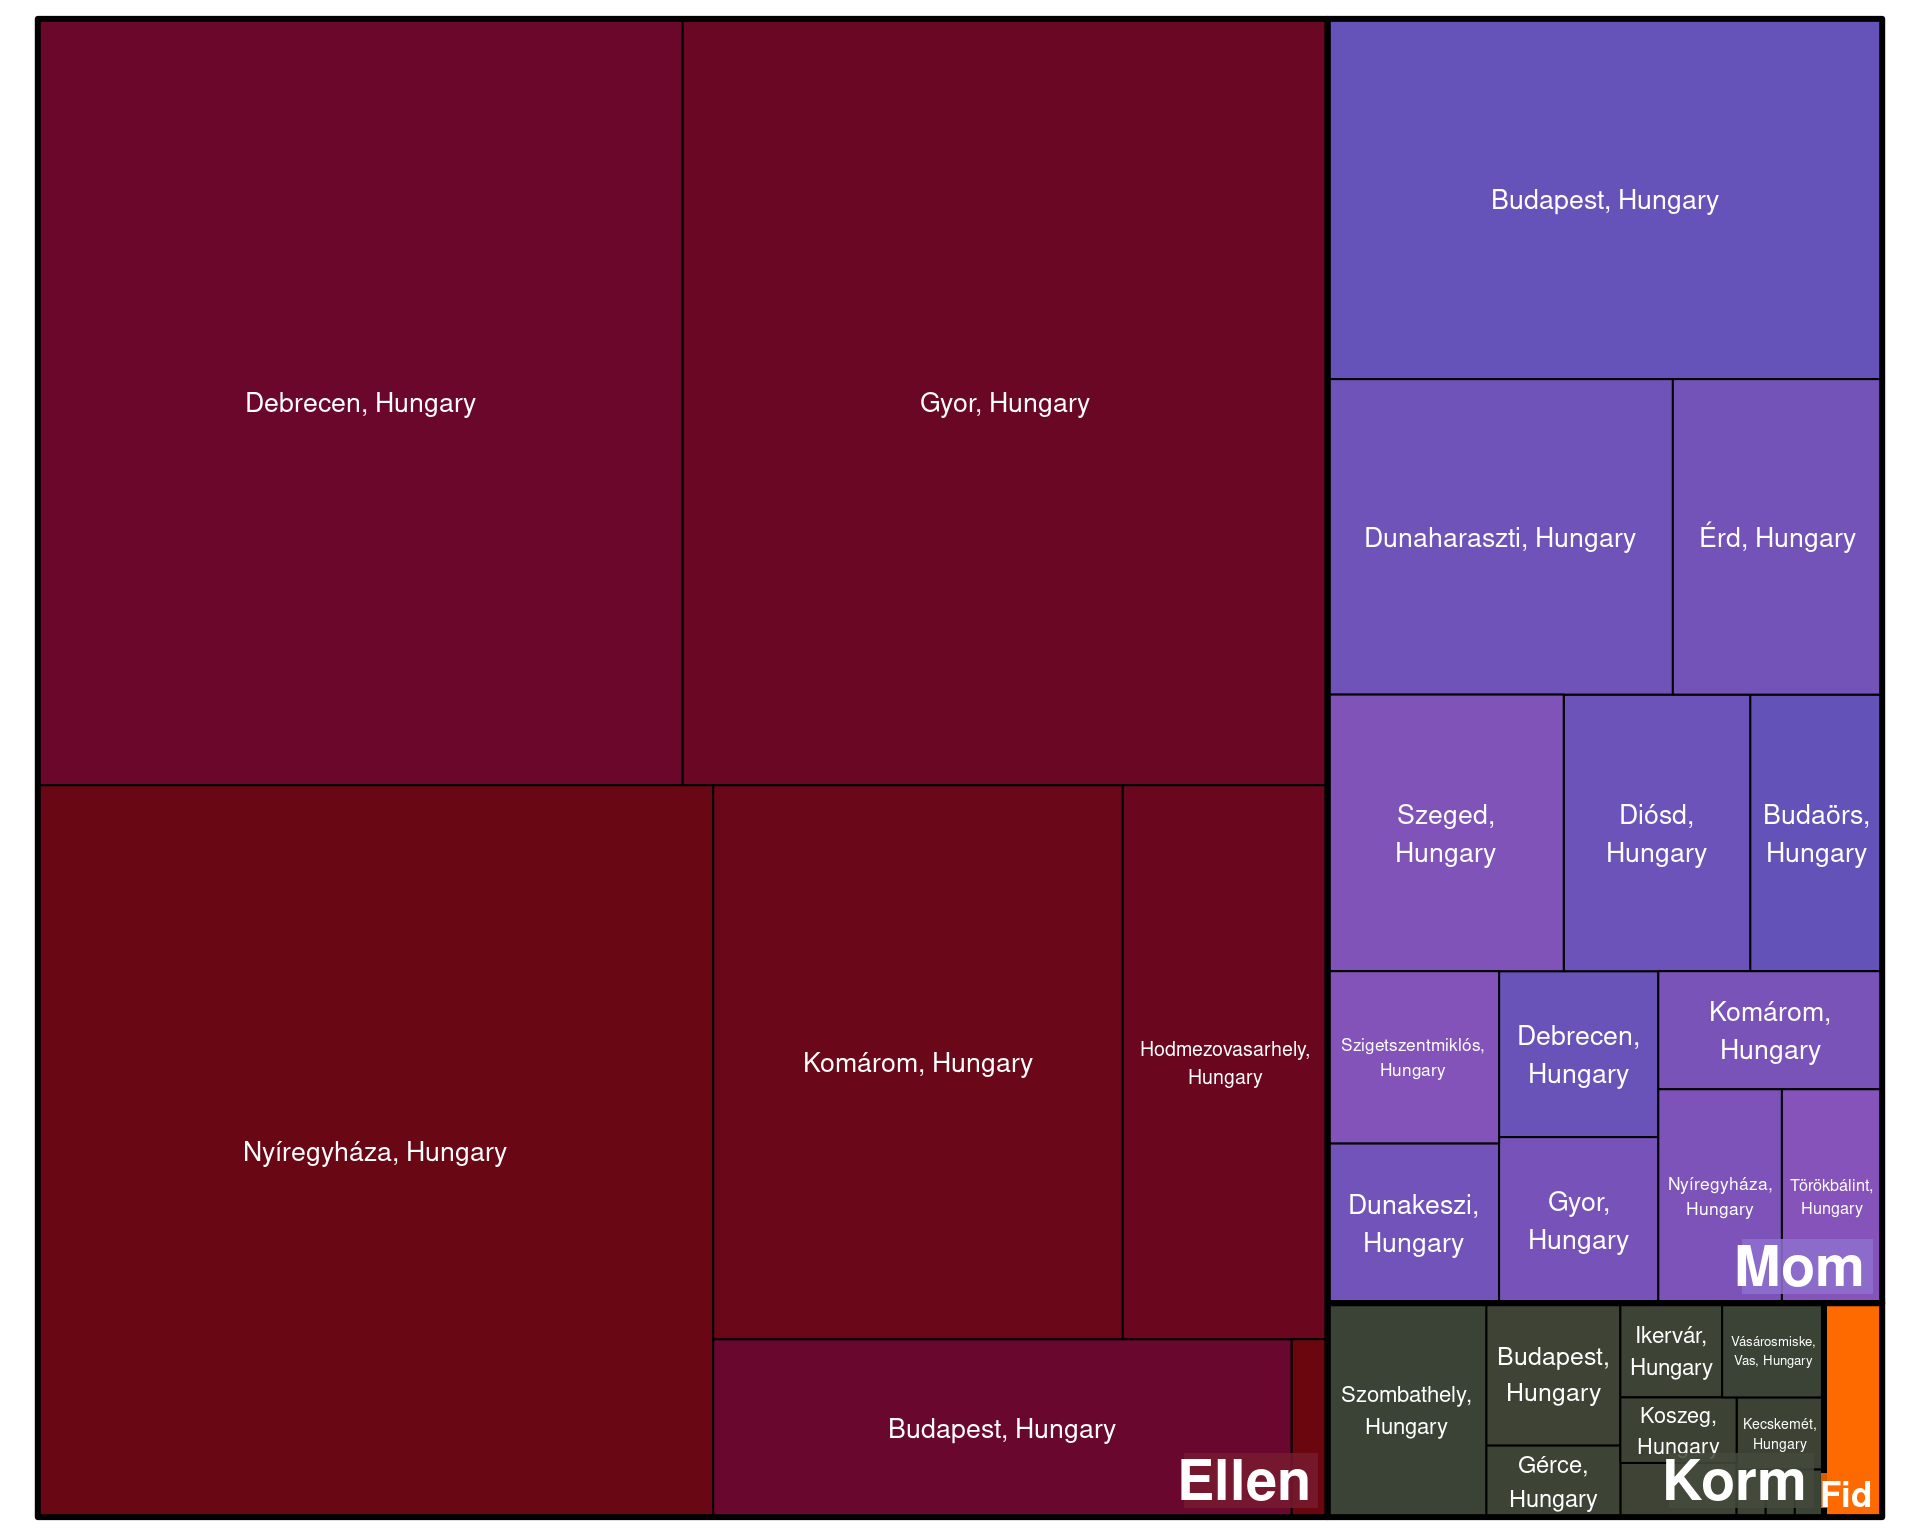 Debrecen, Hungary
Gyor, Hungary
Nyíregyháza, Hungary
Komárom, Hungary
Hodmezovasarhely,
Hungary
Budapest, Hungary
Ellen
Budapest, Hungary
Dunaharaszti, Hungary
Érd, Hungary
Szeged,
Hungary
Diósd,
Hungary
Budaörs,
Hungary
Szigetszentmiklós,
Hungary
Debrecen,
Hungary
Komárom,
Hungary
Dunakeszi,
Hungary
Gyor,
Hungary
Nyíregyháza,
Hungary
Törökbálint,
Hungary
Mom
Szombathely,
Hungary
Budapest,
Hungary
Gérce,
Hungary
Ikervár,
Hungary
Vásárosmiske,
Vas, Hungary
Koszeg,
Hungary
Kecskemét,
Hungary
Korm
Fid